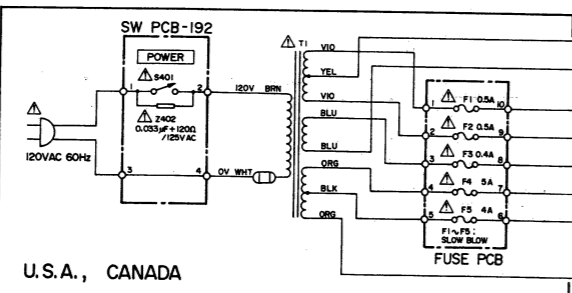 SW PCB-192
POWER
S401
1 2
Z402
0.033µF+120Ω
/125VAC
120VAC 60Hz
3 4
120V BRN
0V WHT
T1
VIO
YEL
VIO
BLU
BLU
ORG
BLK
ORG
1 F1 0.5A 10
2 F2 0.5A 9
3 F3 0.4A 8
4 F4 5A 7
5 F5 4A 6
F1~F5:
SLOW BLOW
FUSE PCB
U.S.A., CANADA